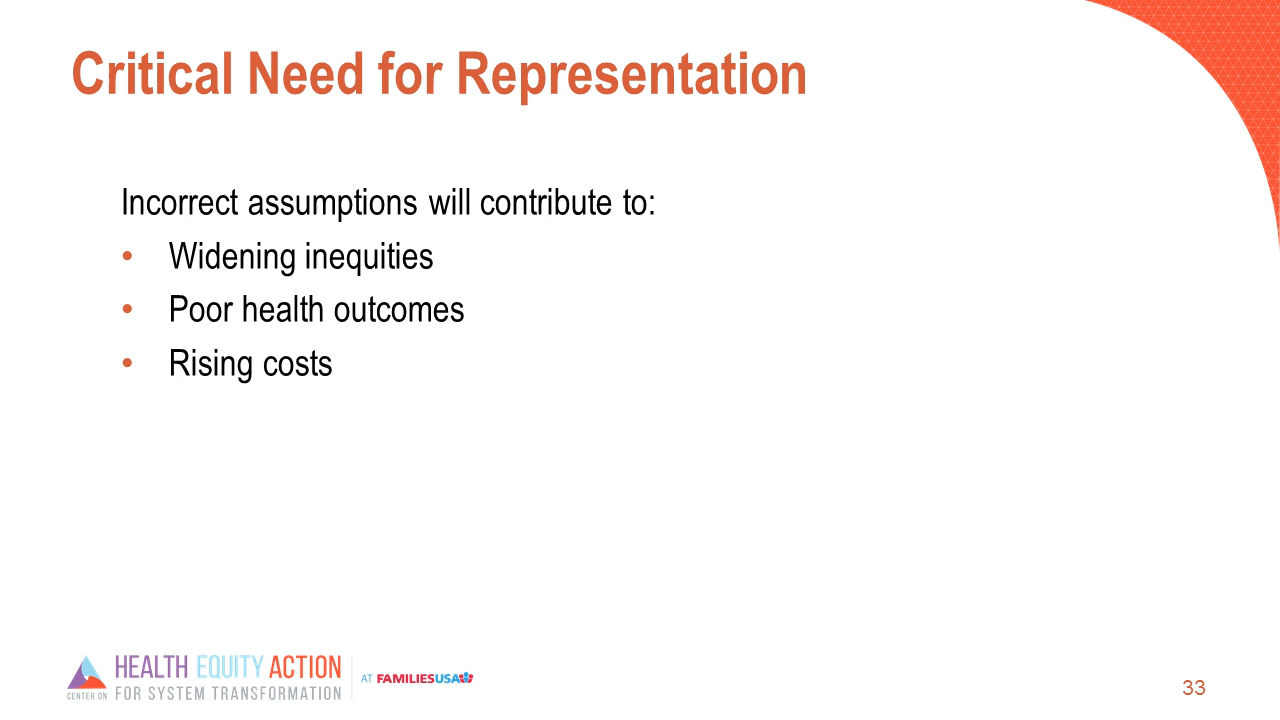 Critical Need for Representation
Incorrect assumptions will contribute to:
• Widening inequities
• Poor health outcomes
• Rising costs
HEALTH EQUITY ACTION
CENTER ON FOR SYSTEM TRANSFORMATION
AT FAMILIESUSA
33